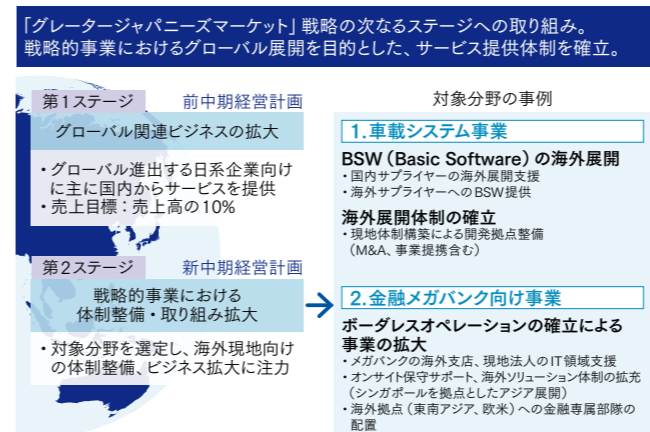 「グレータージャパニーズマーケット」戦略の次なるステージへの取り組み。
戦略的事業におけるグローバル展開を目的とした、サービス提供体制を確立。
第1ステージ 前中期経営計画
グローバル関連ビジネスの拡大
・グローバル進出する日系企業向け
に主に国内からサービスを提供
・売上目標：売上高の10%
第2ステージ 新中期経営計画
戦略的事業における
体制整備・取り組み拡大
・対象分野を選定し、海外現地向け
の体制整備、ビジネス拡大に注力
対象分野の事例
1.車載システム事業
BSW（Basic Software）の海外展開
・国内サプライヤーの海外展開支援
・海外サプライヤーへのBSW提供
海外展開体制の確立
・現地体制構築による開発拠点整備
（M&A、事業提携含む）
2.金融メガバンク向け事業
ボーダレスオペレーションの確立による
事業の拡大
・メガバンクの海外支店、現地法人のIT領域支援
・オンサイト保守サポート、海外ソリューション体制の拡充
（シンガポールを拠点としたアジア展開）
・海外拠点（東南アジア、欧米）への金融専属部隊の
配置